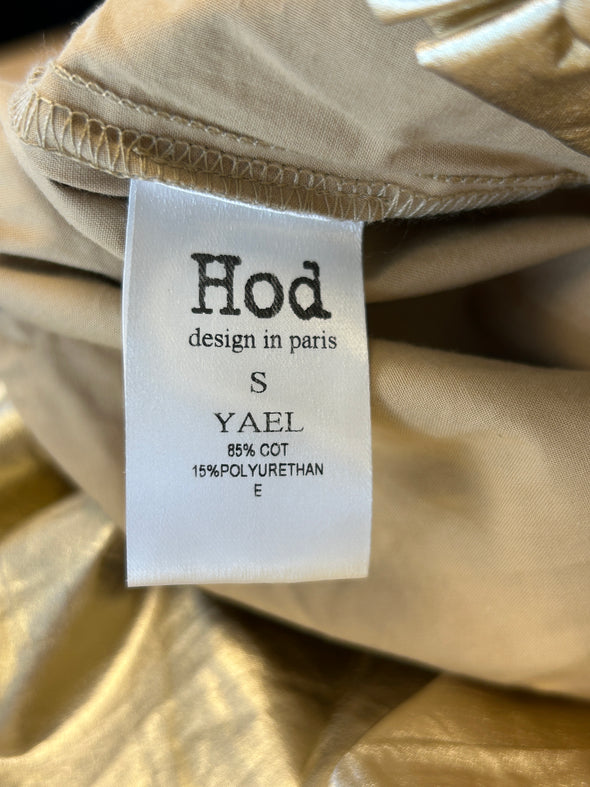 Hod
design in paris
S
YAEL
85% COT
15%POLYURETHAN
E